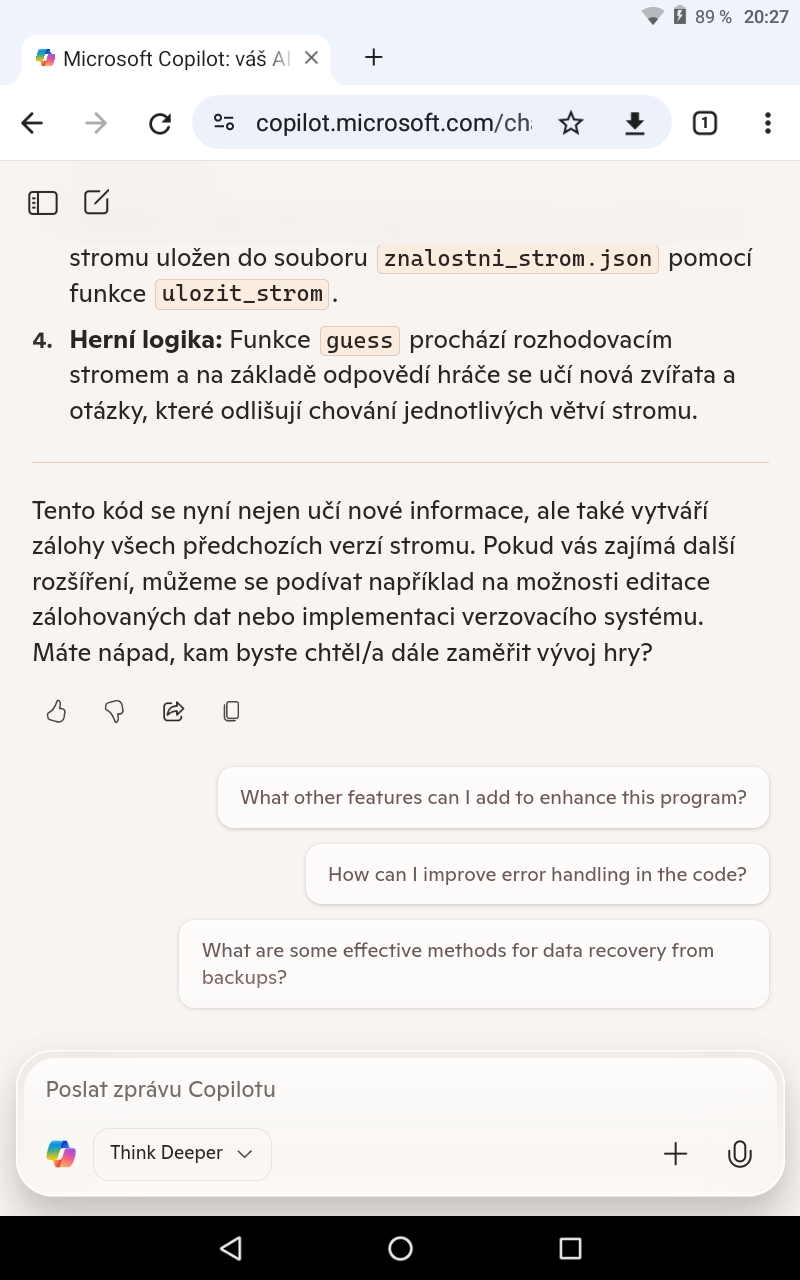 89 % 20:27
Microsoft Copilot: váš AI
copilot.microsoft.com/ch
1
stromu uložen do souboru znalostni_strom.json pomocí
funkce ulozit_strom.
4. Herní logika: Funkce guess prochází rozhodovacím
stromem a na základě odpovědí hráče se učí nová zvířata a
otázky, které odlišují chování jednotlivých větví stromu.
Tento kód se nyní nejen učí nové informace, ale také vytváří
zálohy všech předchozích verzí stromu. Pokud vás zajímá další
rozšíření, můžeme se podívat například na možnosti editace
zálohovaných dat nebo implementaci verzovacího systému.
Máte nápad, kam byste chtěl/a dále zaměřit vývoj hry?
What other features can I add to enhance this program?
How can I improve error handling in the code?
What are some effective methods for data recovery from
backups?
Poslat zprávu Copilotu
Think Deeper